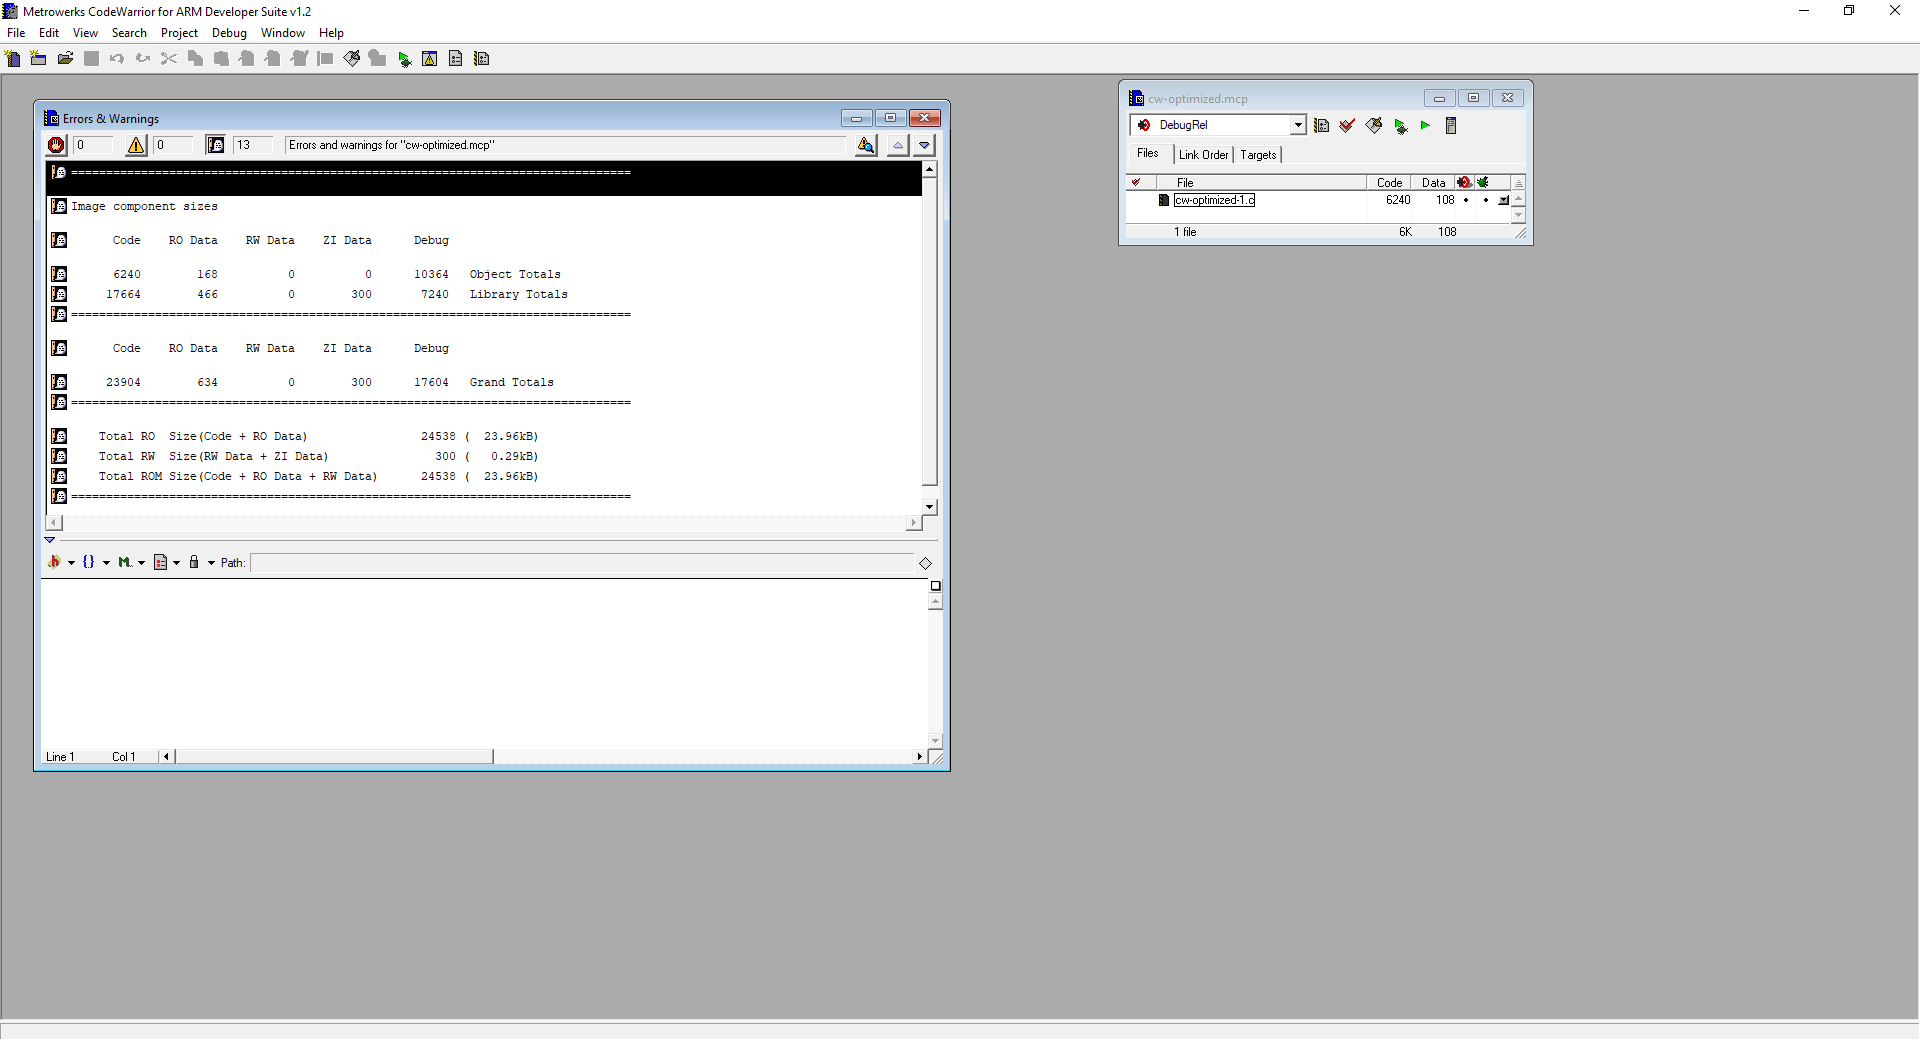 Metrowerks CodeWarrior for ARM Developer Suite v1.2
File Edit View Search Project Debug Window Help
Errors & Warnings
0 0 13 Errors and warnings for "cw-optimized.mcp"
================================================================================
Image component sizes
Code RO Data RW Data ZI Data Debug
6240 168 0 0 10364 Object Totals
17664 466 0 300 7240 Library Totals
================================================================================
Code RO Data RW Data ZI Data Debug
23904 634 0 300 17604 Grand Totals
================================================================================
Total RO Size(Code + RO Data) 24538 ( 23.96kB)
Total RW Size(RW Data + ZI Data) 300 ( 0.29kB)
Total ROM Size(Code + RO Data + RW Data) 24538 ( 23.96kB)
================================================================================
h {} M. Path:
Line 1 Col 1
cw-optimized.mcp
DebugRel
Files Link Order Targets
File Code Data
cw-optimized-1.c 6240 108
1 file 6K 108